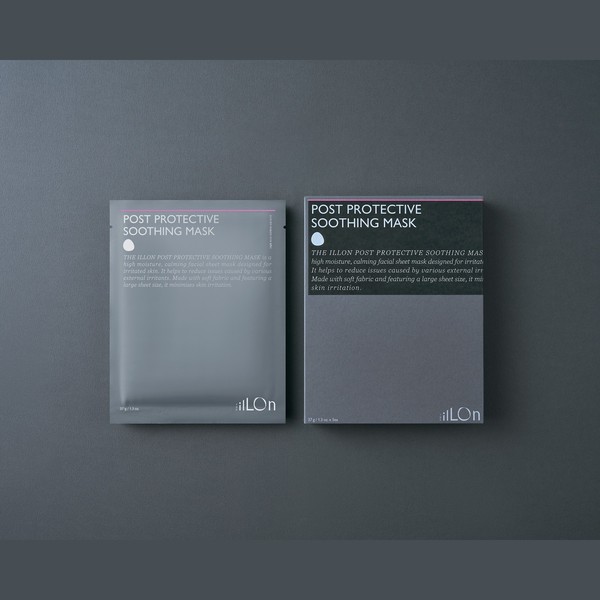 POST PROTECTIVE
SOOTHING MASK
THE ILLON POST PROTECTIVE SOOTHING MASK is a
high moisture, calming facial sheet mask designed for
irritated skin. It helps to reduce issues caused by various
external irritants. Made with soft fabric and featuring a
large sheet size, it minimizes skin irritation.
illOn
POST PROTECTIVE
SOOTHING MASK
THE ILLON POST PROTECTIVE SOOTHING MAS
high moisture, calming facial sheet mask designed for irritat
It helps to reduce issues caused by various external irr
Made with soft fabric and featuring a large sheet size, it mi
skin irritation.
illOn